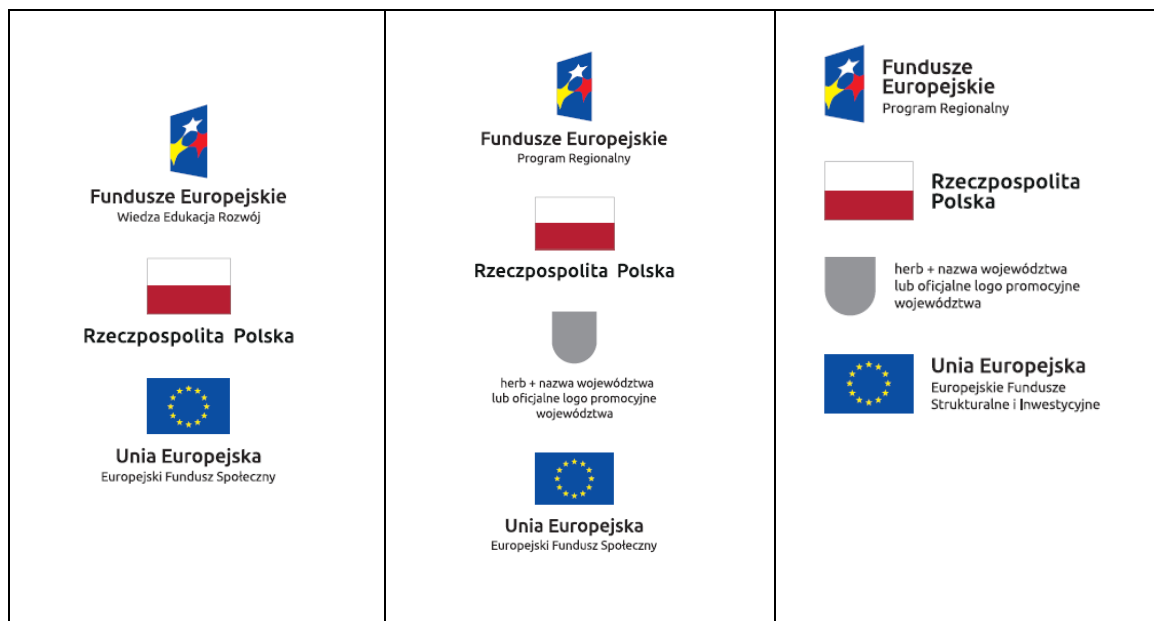 Fundusze Europejskie
Wiedza Edukacja Rozwój
Rzeczpospolita Polska
Unia Europejska
Europejski Fundusz Społeczny
Fundusze Europejskie
Program Regionalny
Rzeczpospolita Polska
herb + nazwa województwa
lub oficjalne logo promocyjne
województwa
Unia Europejska
Europejski Fundusz Społeczny
Fundusze
Europejskie
Program Regionalny
Rzeczpospolita
Polska
herb + nazwa województwa
lub oficjalne logo promocyjne
województwa
Unia Europejska
Europejskie Fundusze
Strukturalne i Inwestycyjne